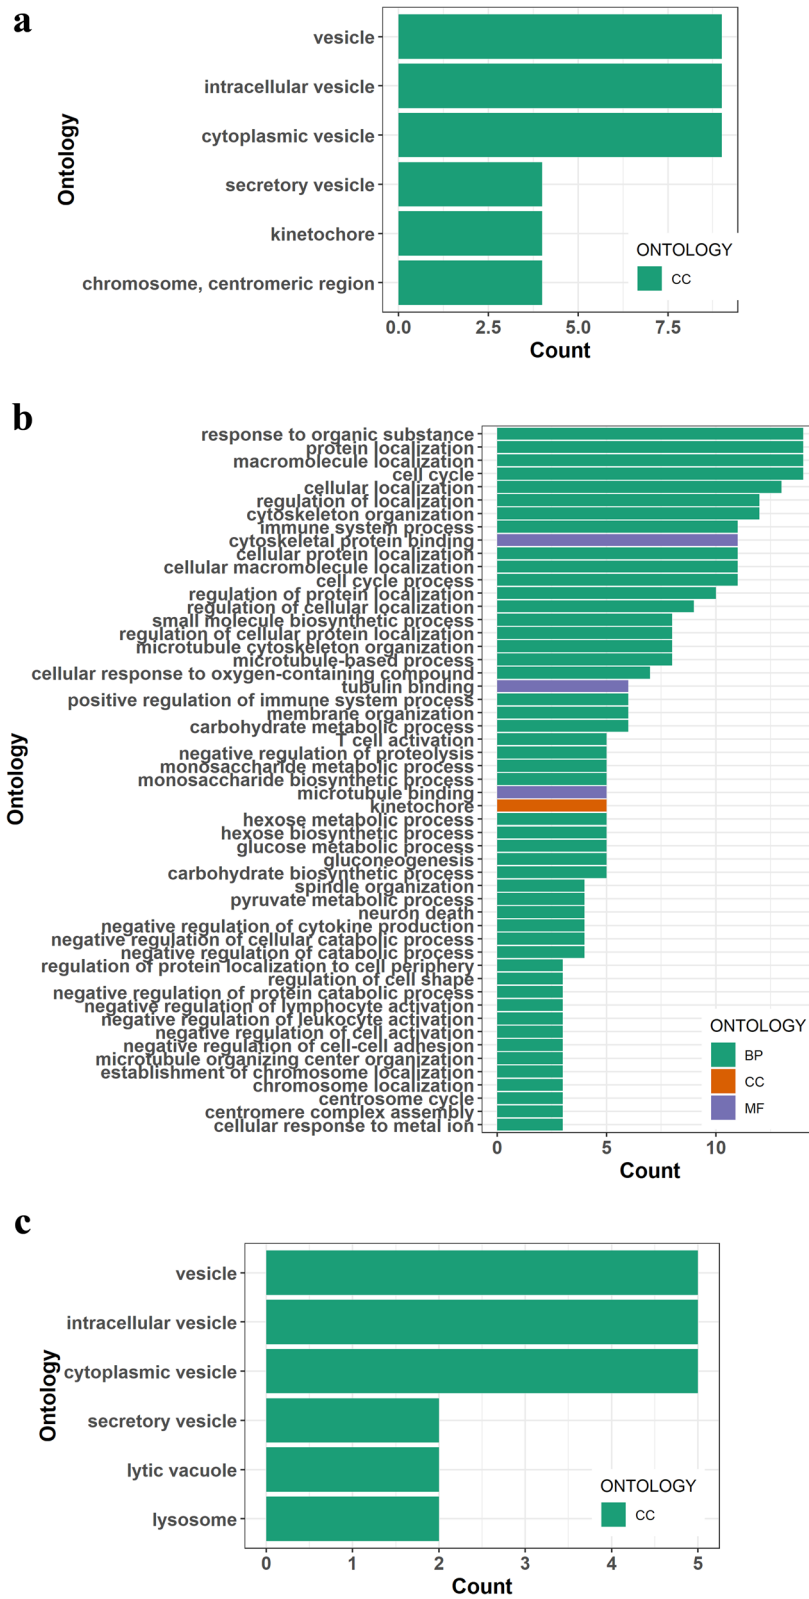 a
Ontology
vesicle
intracellular vesicle
cytoplasmic vesicle
secretory vesicle
kinetochore
chromosome, centromeric region
ONTOLOGY
CC
0.0 2.5 5.0 7.5
Count
b
Ontology
response to organic substance
protein localization
macromolecule localization
cell cycle
cellular localization
regulation of localization
cytoskeleton organization
immune system process
cytoskeletal protein binding
cellular protein localization
cellular macromolecule localization
cell cycle process
regulation of protein localization
regulation of cellular localization
small molecule biosynthetic process
regulation of cellular protein localization
microtubule cytoskeleton organization
microtubule-based process
cellular response to oxygen-containing compound
tubulin binding
positive regulation of immune system process
membrane organization
carbohydrate metabolic process
T cell activation
negative regulation of proteolysis
monosaccharide metabolic process
monosaccharide biosynthetic process
microtubule binding
kinetochore
hexose metabolic process
hexose biosynthetic process
glucose metabolic process
gluconeogenesis
carbohydrate biosynthetic process
spindle organization
pyruvate metabolic process
neuron death
negative regulation of cytokine production
negative regulation of cellular catabolic process
negative regulation of catabolic process
regulation of protein localization to cell periphery
regulation of cell shape
negative regulation of protein catabolic process
negative regulation of lymphocyte activation
negative regulation of leukocyte activation
negative regulation of cell activation
negative regulation of cell-cell adhesion
microtubule organizing center organization
establishment of chromosome localization
chromosome localization
centrosome cycle
centromere complex assembly
cellular response to metal ion
ONTOLOGY
BP
CC
MF
0 5 10
Count
c
Ontology
vesicle
intracellular vesicle
cytoplasmic vesicle
secretory vesicle
lytic vacuole
lysosome
ONTOLOGY
CC
0 1 2 3 4 5
Count